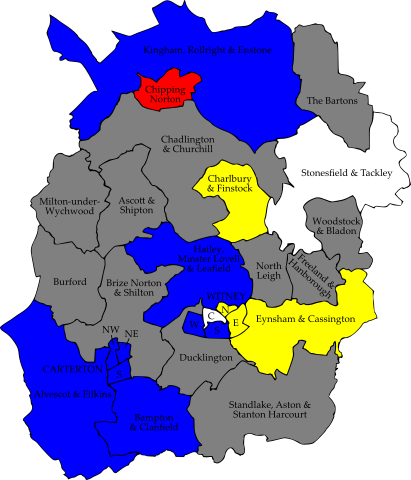 Kingham, Rollright & Enstone
Chipping
Norton
The Bartons
Chadlington
& Churchill
Stonesfield & Tackley
Charlbury
& Finstock
Milton-under-
Wychwood
Ascott &
Shipton
Woodstock
& Bladon
Hailey,
Minster Lovell
& Leafield
North
Leigh
Freeland &
Hanborough
Burford
Brize Norton
& Shilton
WITNEY
N
C
W
E
S
Eynsham & Cassington
NW
NE
Ducklington
CARTERTON
S
Alvescot & Filkins
Bampton
& Clanfield
Standlake, Aston &
Stanton Harcourt